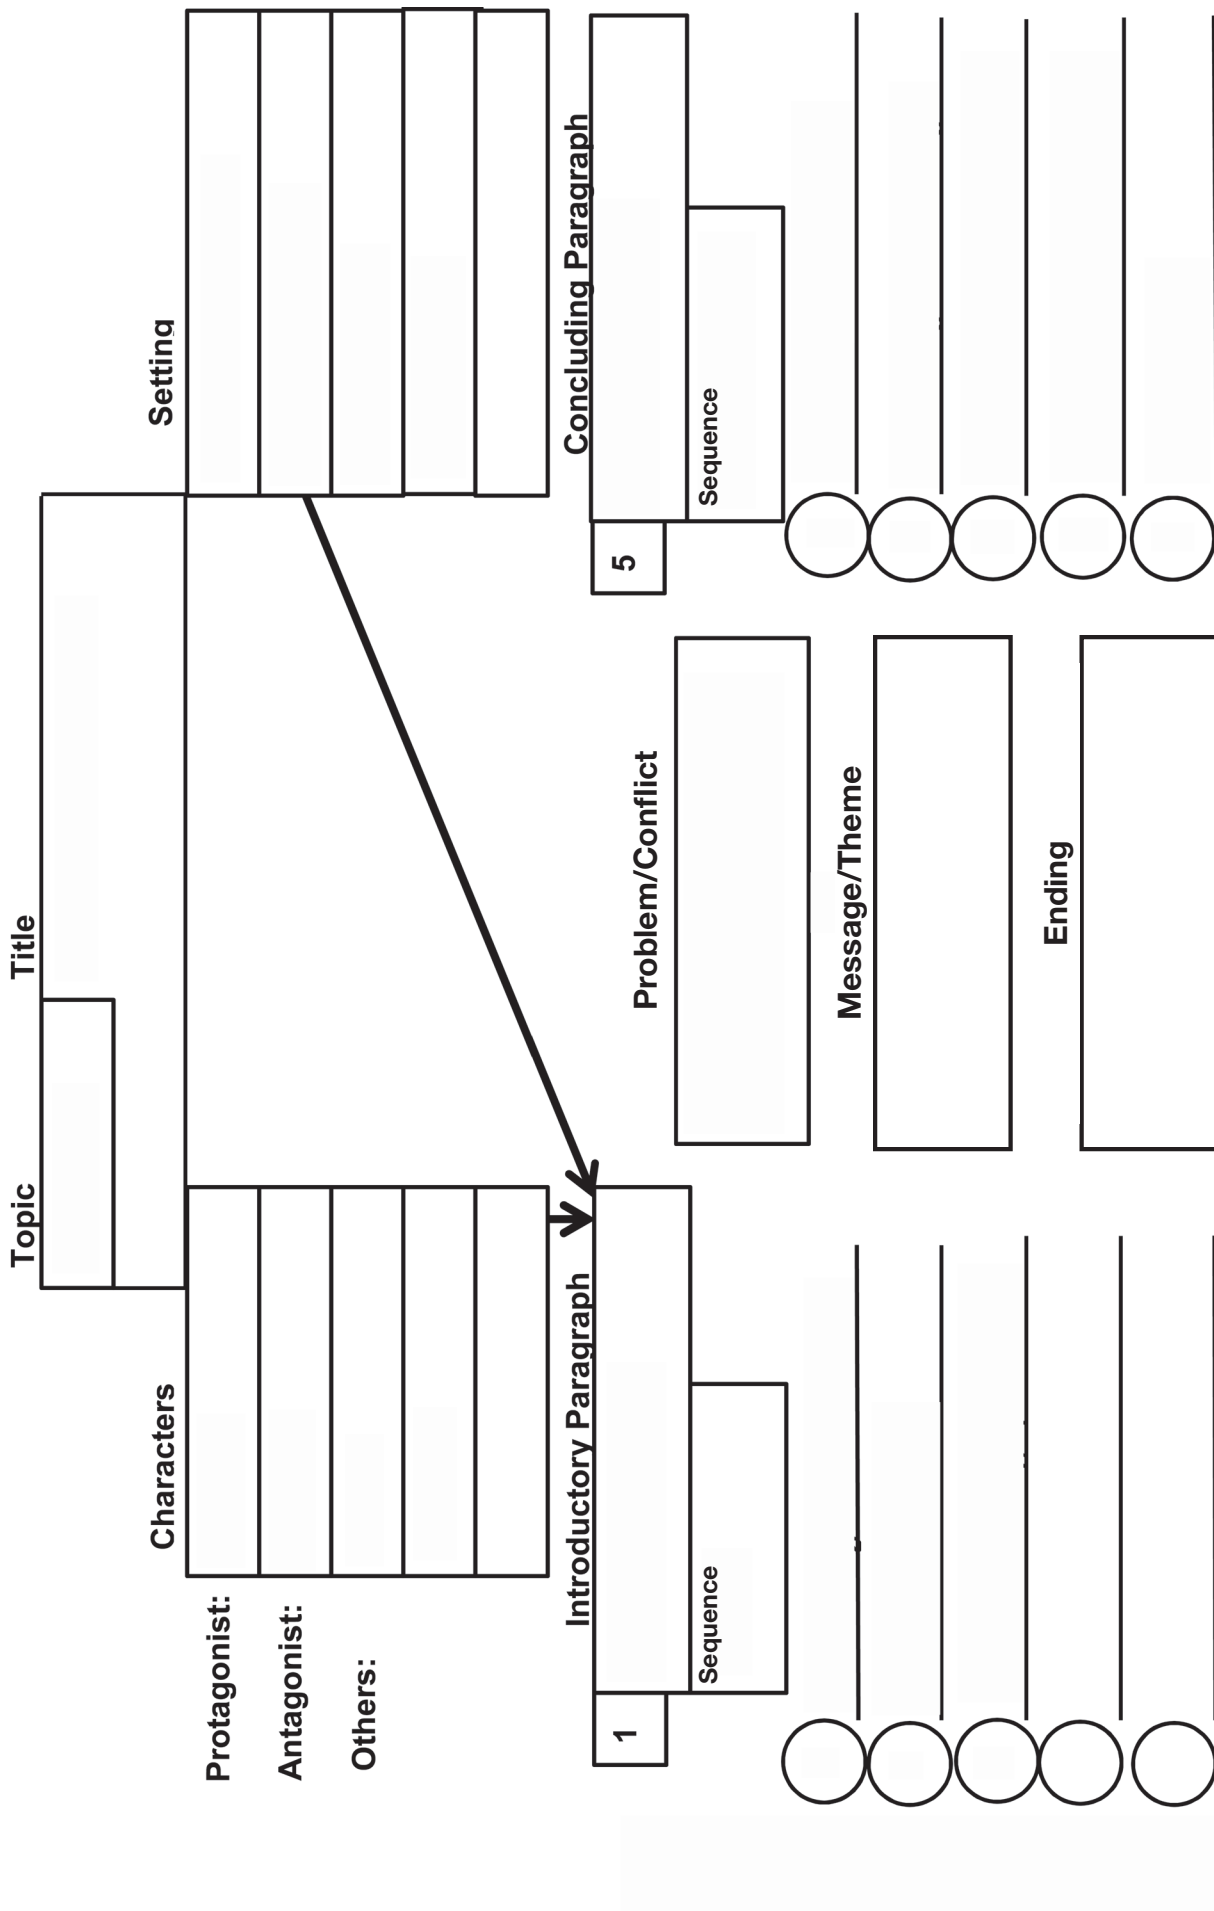 Topic
Title
Characters
Setting
Protagonist:
Antagonist:
Others:
Introductory Paragraph
Concluding Paragraph
1
5
Problem/Conflict
Sequence
Sequence
Message/Theme
Ending